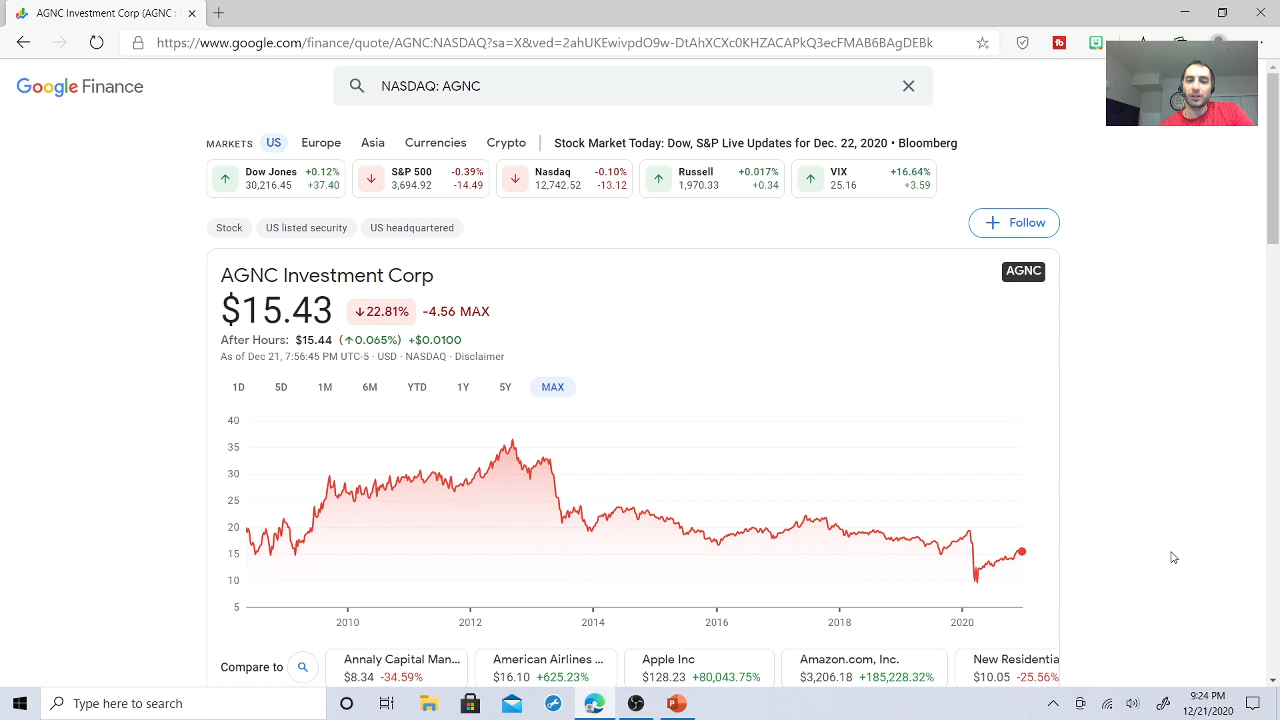 AGNC Investment Corp (AGNC :
https://www.google.com/finance/quote/AGNC:NASDAQ?sa=X&ved=2ahUKEwivpdO9w-DtAhXCXc0KHZACAPkQ3ecFMAB6BAgDEBk
Google Finance
NASDAQ: AGNC
MARKETS US Europe Asia Currencies Crypto Stock Market Today: Dow, S&P Live Updates for Dec. 22, 2020 • Bloomberg
Dow Jones +0.12% S&P 500 -0.39% Nasdaq -0.10% Russell +0.017% VIX +16.64%
30,216.45 +37.40 3,694.92 -14.49 12,742.52 -13.12 1,970.33 +0.34 25.16 +3.59
Stock US listed security US headquartered
+ Follow
AGNC Investment Corp
AGNC
$15.43 ↓22.81% -4.56 MAX
After Hours: $15.44 (↑0.065%) +$0.0100
As of Dec 21, 7:56:45 PM UTC-5 · USD · NASDAQ · Disclaimer
1D 5D 1M 6M YTD 1Y 5Y MAX
40
35
30
25
20
15
10
5
2010 2012 2014 2016 2018 2020
Compare to
Annaly Capital Man... American Airlines ... Apple Inc Amazon.com, Inc. New Residentia
$8.34 -34.59% $16.10 +625.23% $128.23 +80,043.75% $3,206.18 +185,228.32% $10.05 -25.56%
Type here to search
9:24 PM
12/21/2020